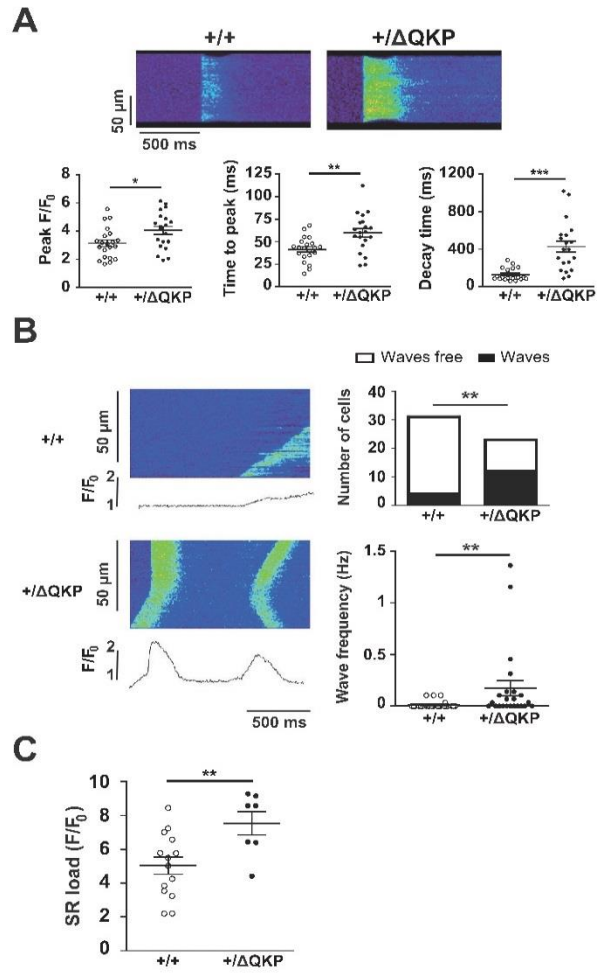 A
+/+ +/ΔQKP
50 µm
500 ms
Peak F/F0
8
6
4
2
0
*
+/+ +/ΔQKP
Time to peak (ms)
125
100
75
50
25
0
**
+/+ +/ΔQKP
Decay time (ms)
1200
800
400
0
***
+/+ +/ΔQKP
B
Waves free Waves
+/+
50 µm
F/F0
2
1
+/ΔQKP
50 µm
F/F0
2
1
500 ms
Number of cells
40
30
20
10
0
**
+/+ +/ΔQKP
Wave frequency (Hz)
1.5
1
0.5
0
**
+/+ +/ΔQKP
C
SR load (F/F0)
10
8
6
4
2
0
**
+/+ +/ΔQKP